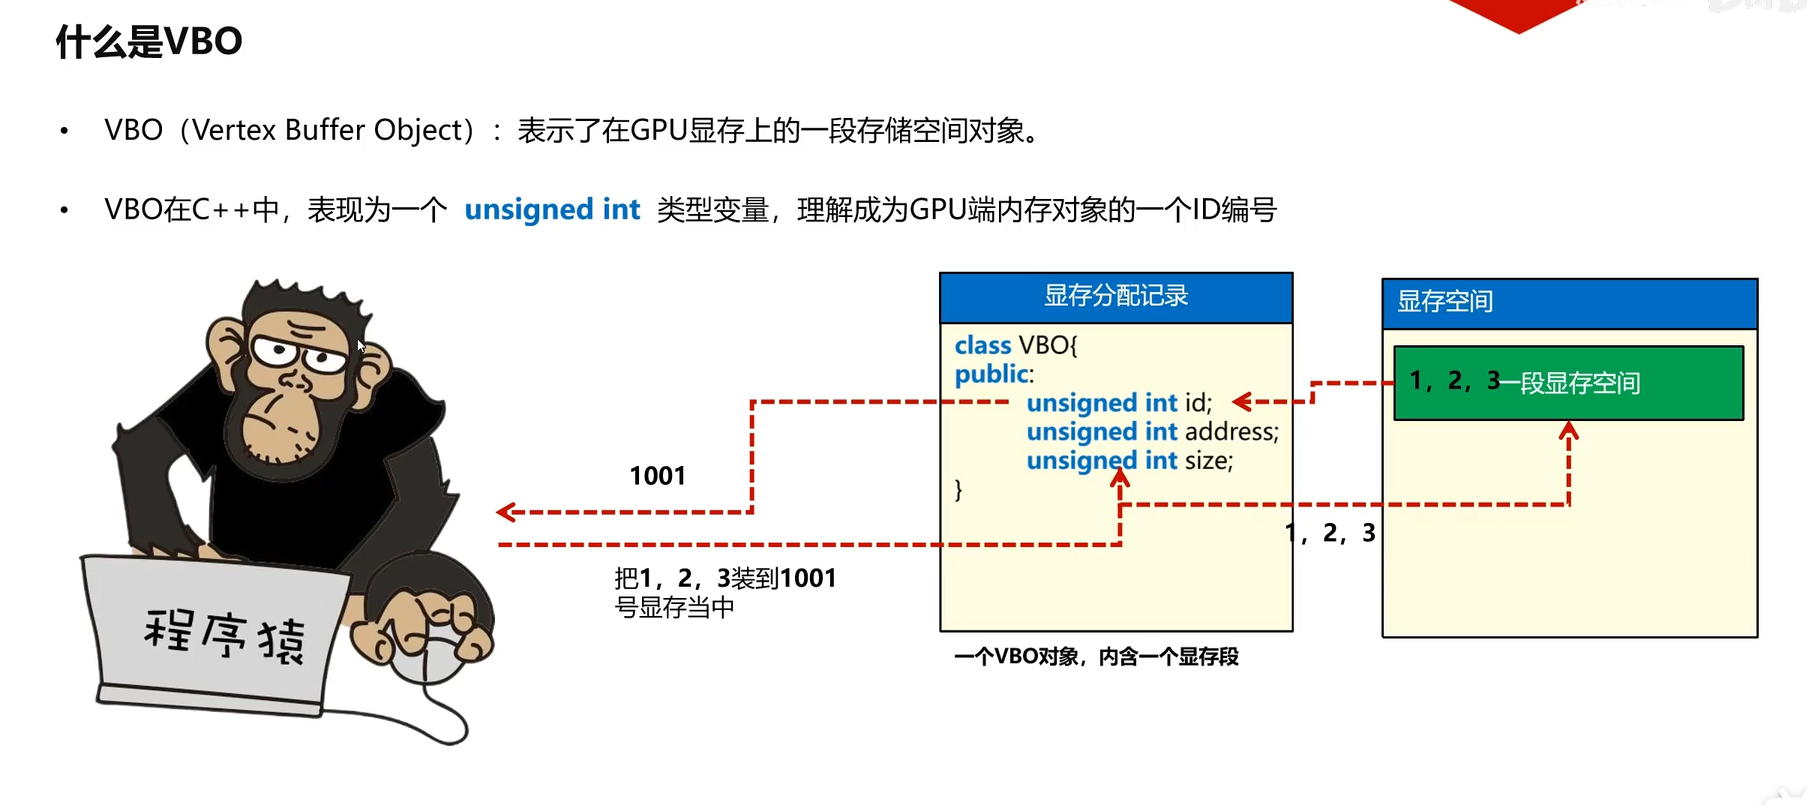 什么是VBO
• VBO（Vertex Buffer Object）：表示了在GPU显存上的一段存储空间对象。
• VBO在C++中，表现为一个 unsigned int 类型变量，理解成为GPU端内存对象的一个ID编号
程序猿
1001
把1，2，3装到1001
号显存当中
显存分配记录
class VBO{
public:
unsigned int id;
unsigned int address;
unsigned int size;
}
一个VBO对象，内含一个显存段
1，2，3
显存空间
1，2，3一段显存空间